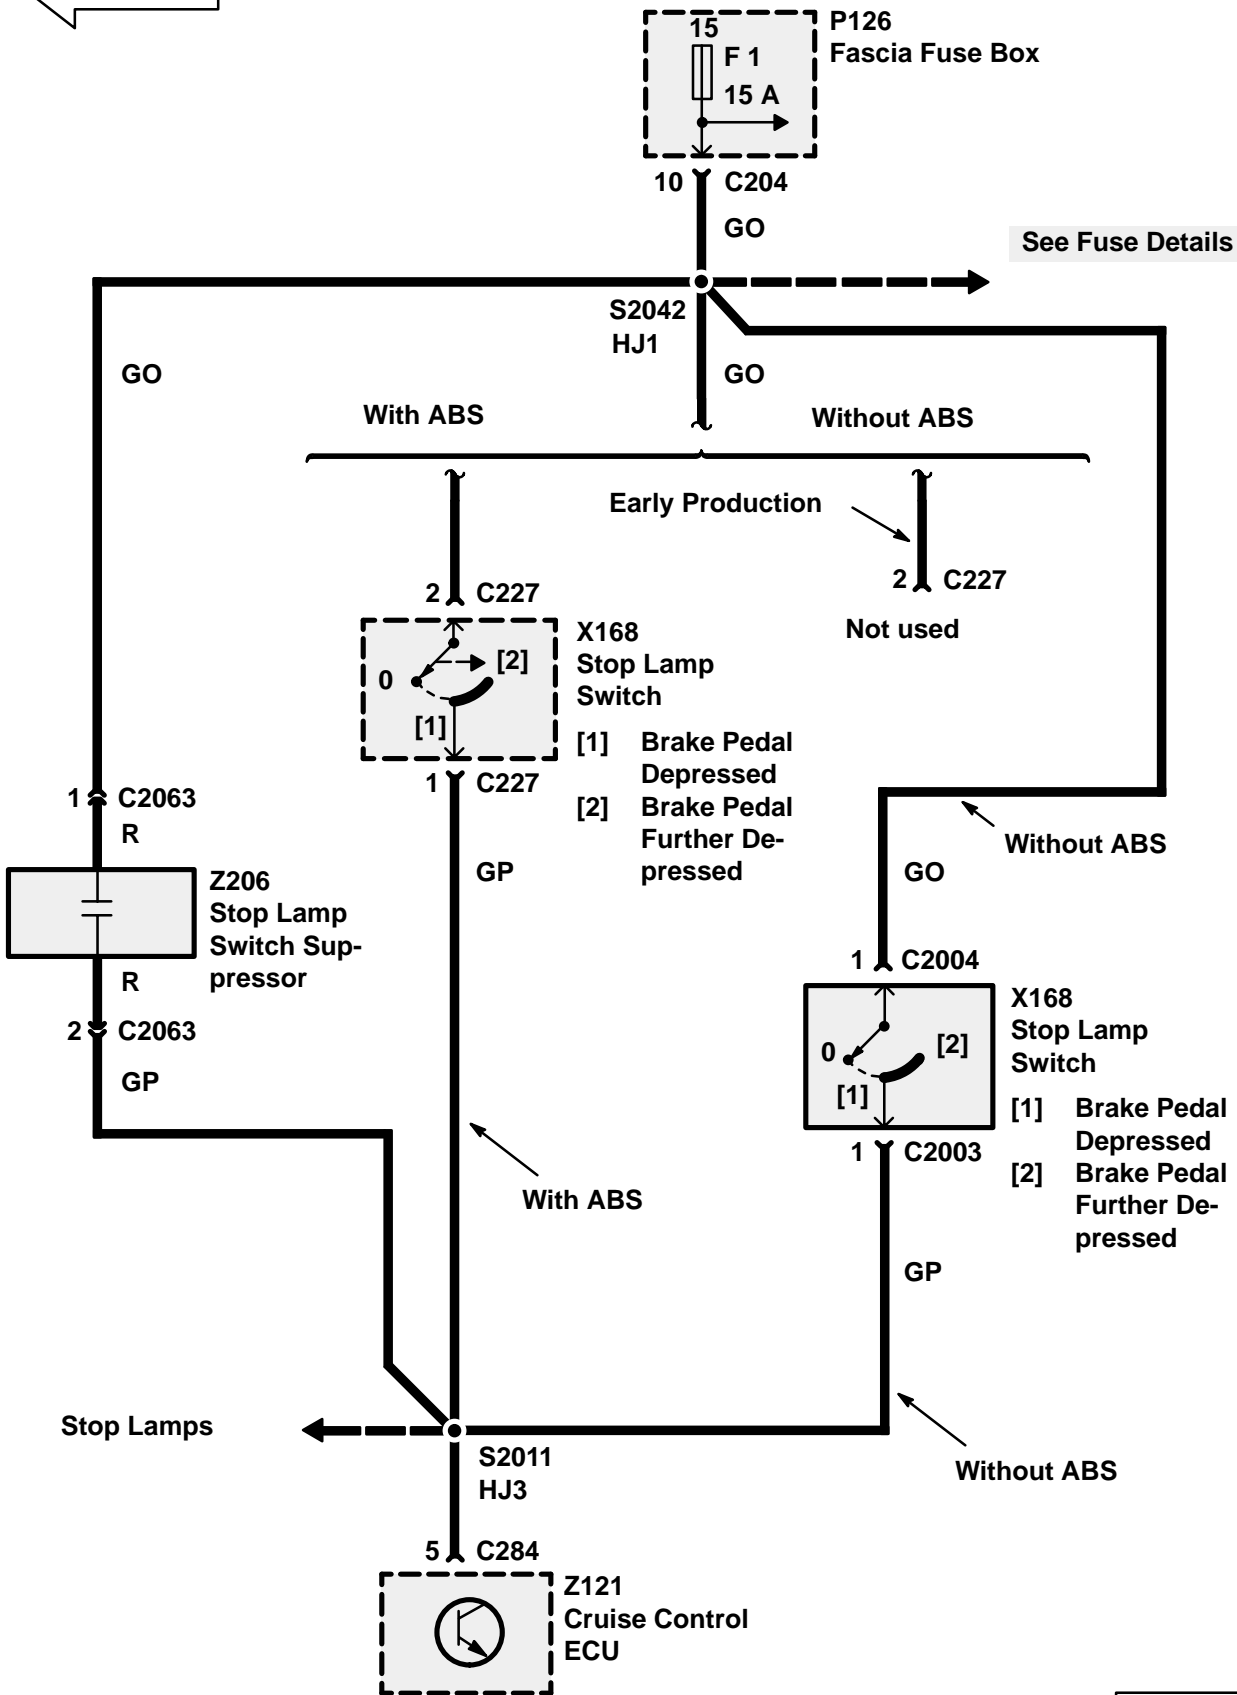 15
F 1
15 A
P126
Fascia Fuse Box
10 C204
GO
See Fuse Details
S2042
HJ1
GO
GO
With ABS
Without ABS
Early Production
2 C227
Not used
2 C227
0
[2]
[1]
X168
Stop Lamp
Switch
[1] Brake Pedal
Depressed
[2] Brake Pedal
Further De-
pressed
1 C227
GP
1 C2063
R
Z206
Stop Lamp
Switch Sup-
pressor
R
2 C2063
GP
Without ABS
GO
1 C2004
0
[2]
[1]
X168
Stop Lamp
Switch
[1] Brake Pedal
Depressed
[2] Brake Pedal
Further De-
pressed
1 C2003
With ABS
GP
Stop Lamps
S2011
HJ3
Without ABS
5 C284
Z121
Cruise Control
ECU